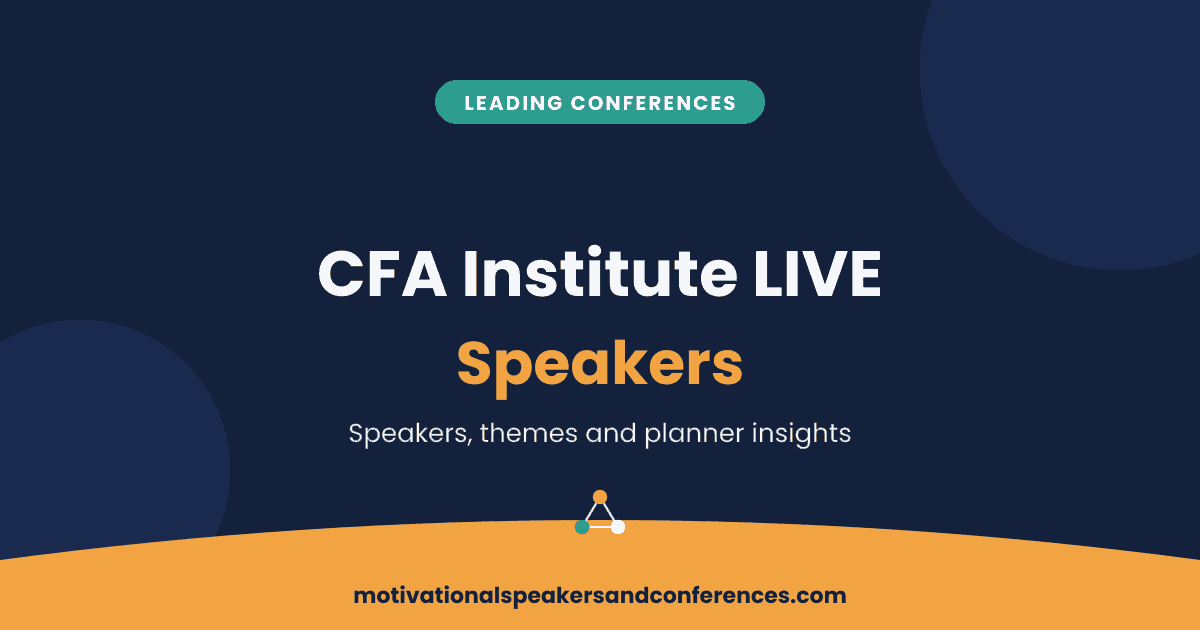 LEADING CONFERENCES
CFA Institute LIVE
Speakers
Speakers, themes and planner insights
motivationalspeakersandconferences.com